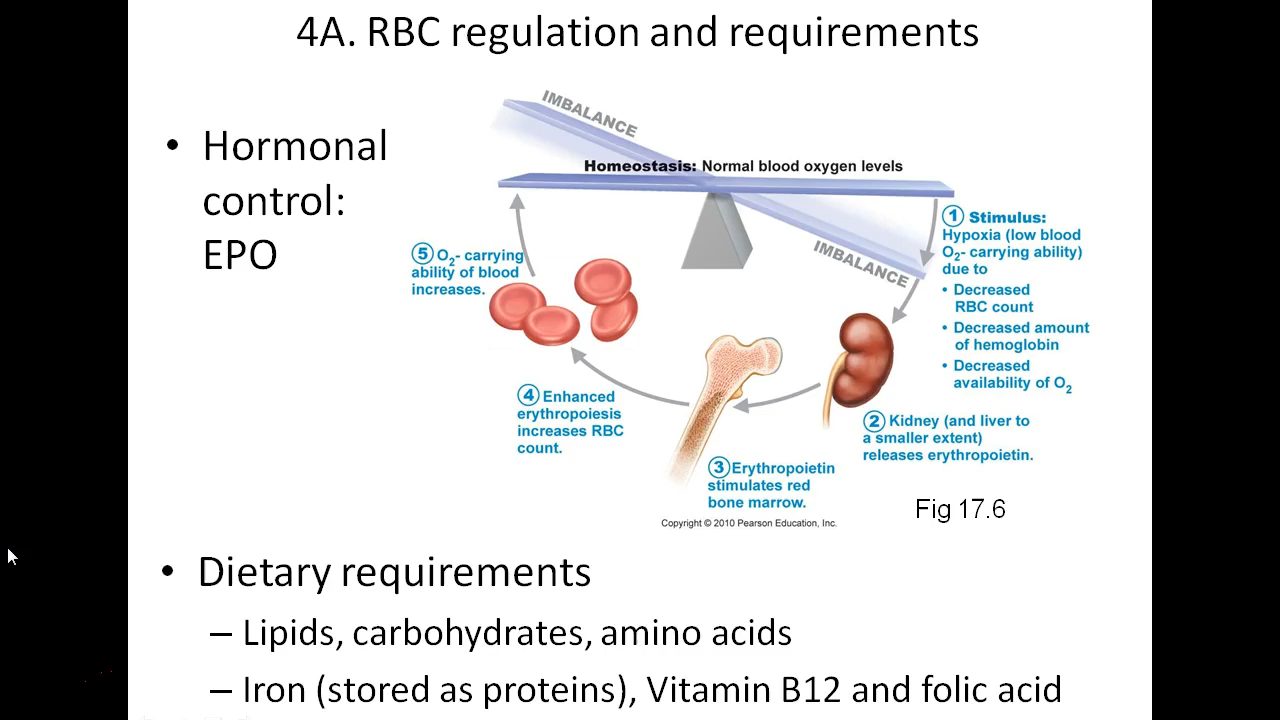 4A. RBC regulation and requirements
• Hormonal
control:
EPO
IMBALANCE
Homeostasis: Normal blood oxygen levels
IMBALANCE
1 Stimulus:
Hypoxia (low blood
O2- carrying ability)
due to
• Decreased
RBC count
• Decreased amount
of hemoglobin
• Decreased
availability of O2
2 Kidney (and liver to
a smaller extent)
releases erythropoietin.
3 Erythropoietin
stimulates red
bone marrow.
4 Enhanced
erythropoiesis
increases RBC
count.
5 O2- carrying
ability of blood
increases.
Fig 17.6
Copyright © 2010 Pearson Education, Inc.
• Dietary requirements
– Lipids, carbohydrates, amino acids
– Iron (stored as proteins), Vitamin B12 and folic acid